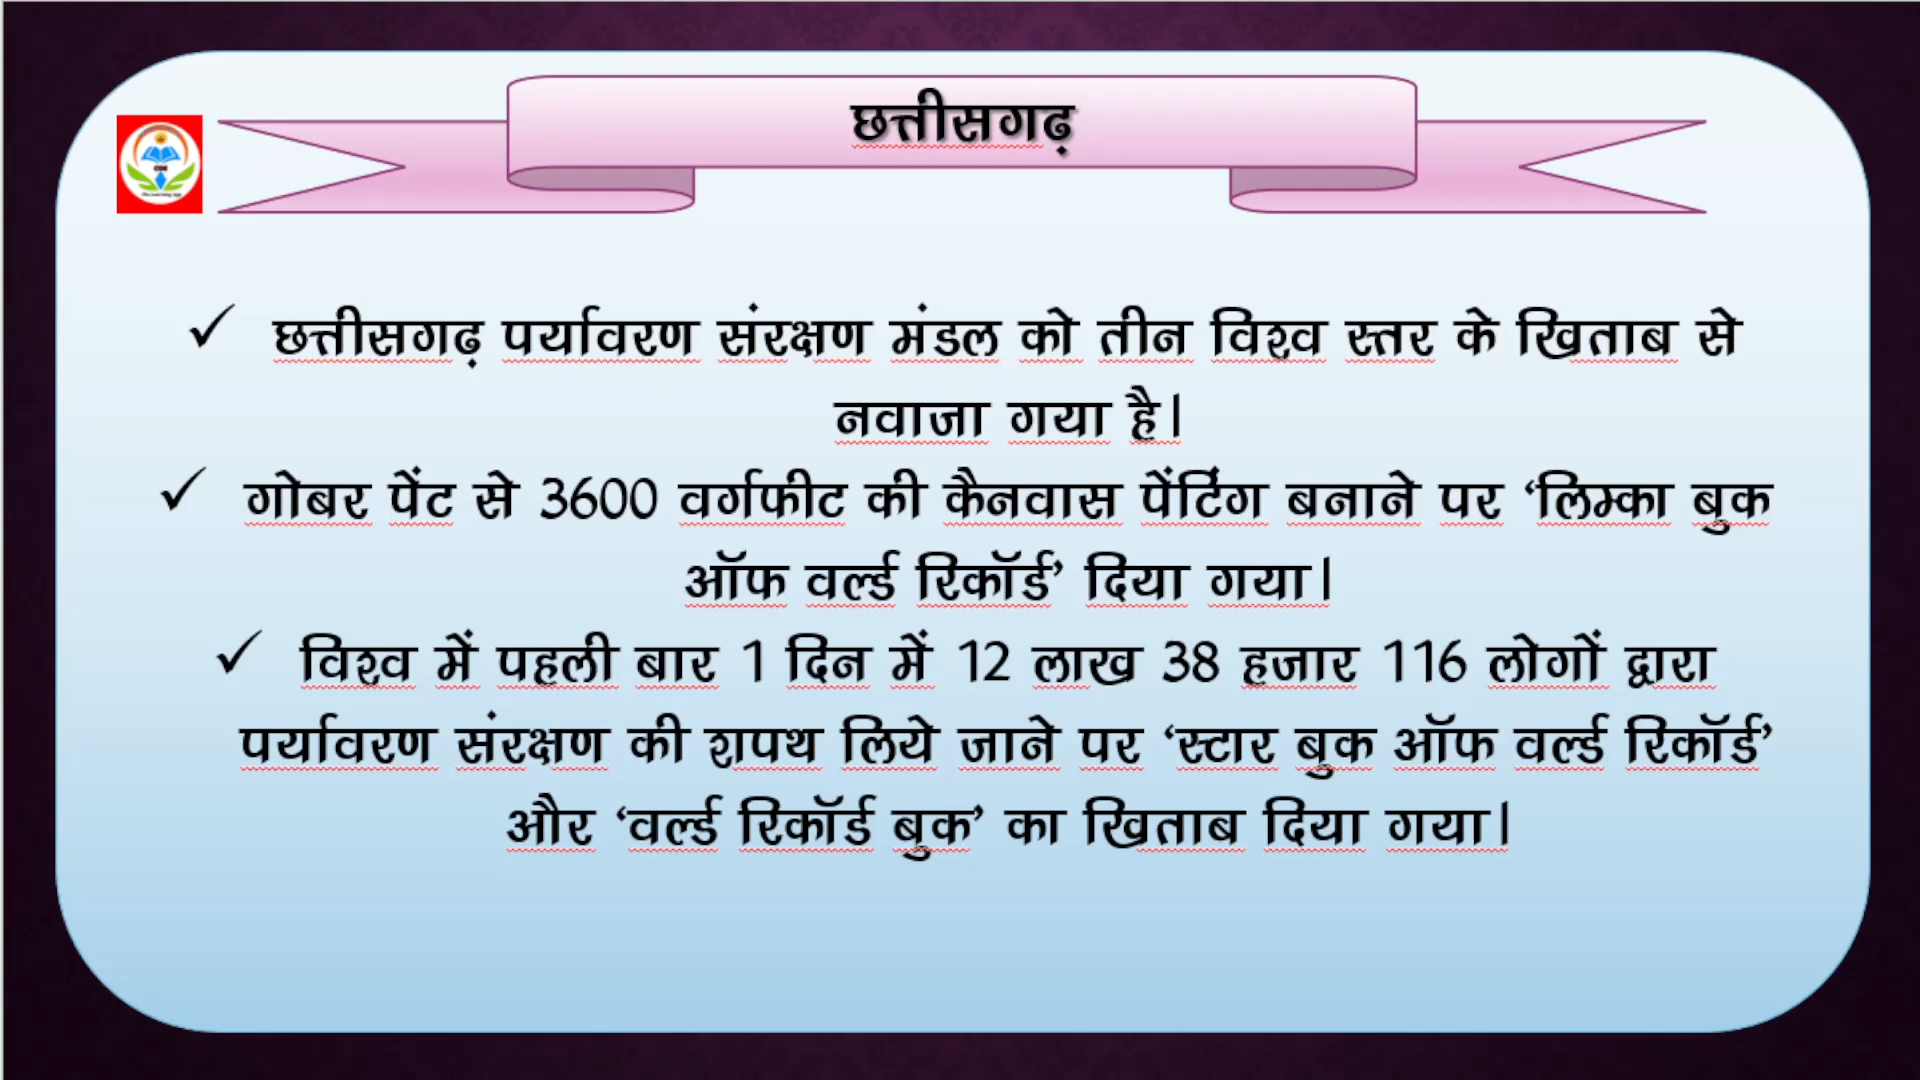 छत्तीसगढ़
✓ छत्तीसगढ़ पर्यावरण संरक्षण मंडल को तीन विश्व स्तर के खिताब से
नवाजा गया है।
✓ गोबर पेंट से 3600 वर्गफीट की कैनवास पेंटिंग बनाने पर ‘लिम्का बुक
ऑफ वर्ल्ड रिकॉर्ड’ दिया गया।
✓ विश्व में पहली बार 1 दिन में 12 लाख 38 हजार 116 लोगों द्वारा
पर्यावरण संरक्षण की शपथ लिये जाने पर ‘स्टार बुक ऑफ वर्ल्ड रिकॉर्ड’
और ‘वर्ल्ड रिकॉर्ड बुक’ का खिताब दिया गया।